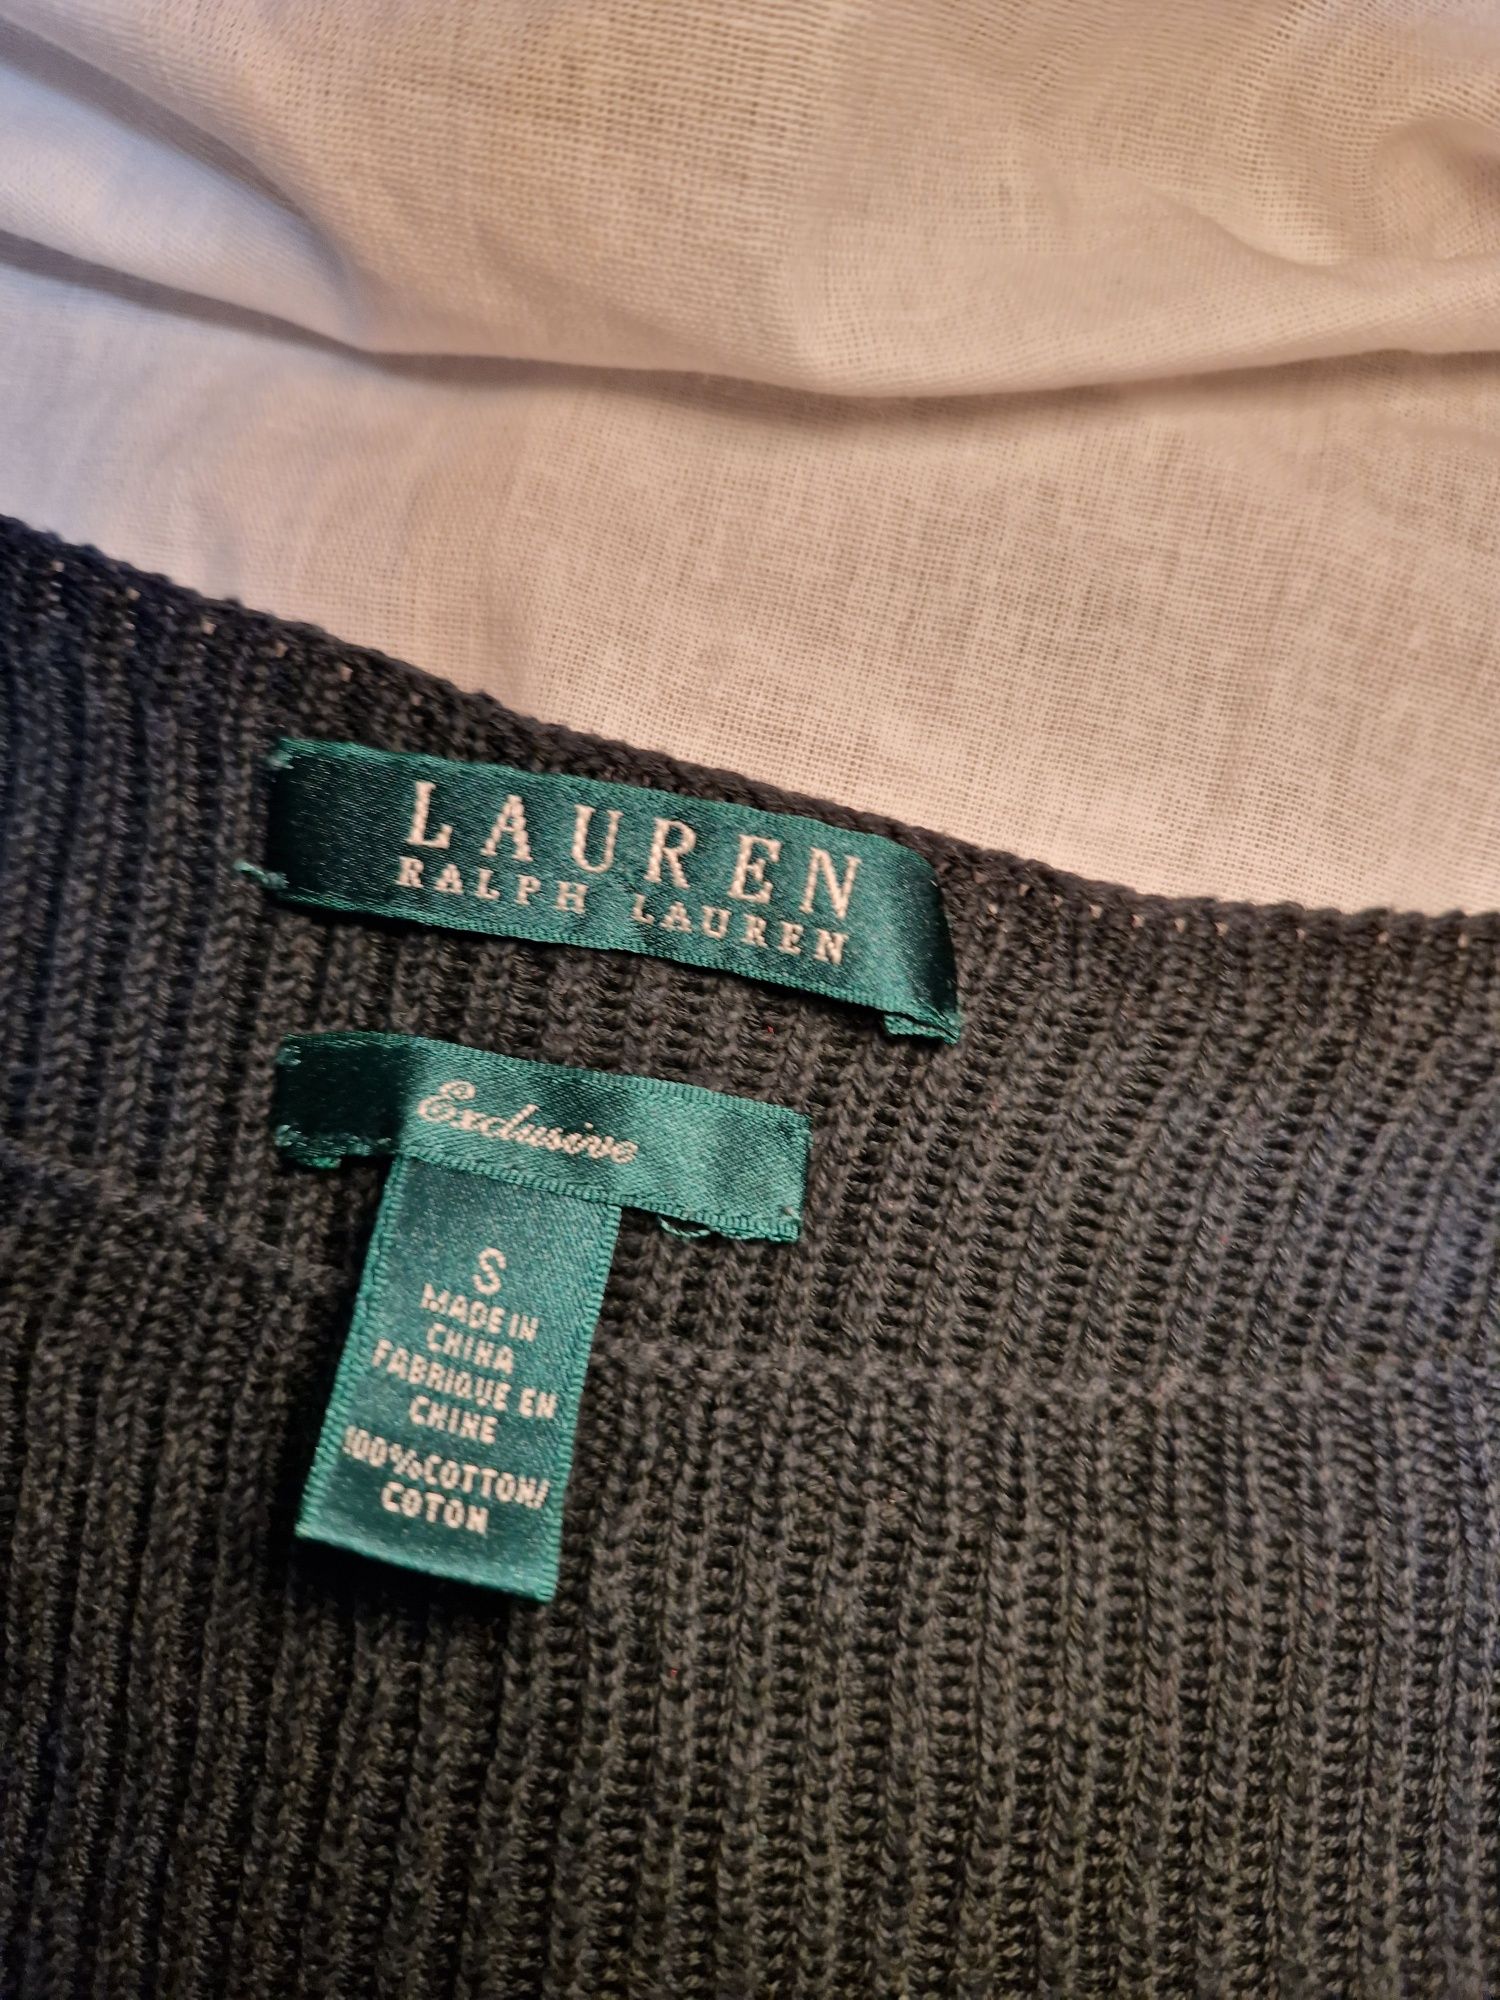 LAUREN
RALPH LAUREN
Exclusive
S
MADE IN
CHINA
FABRIQUE EN
CHINE
100%COTTON/
COTON